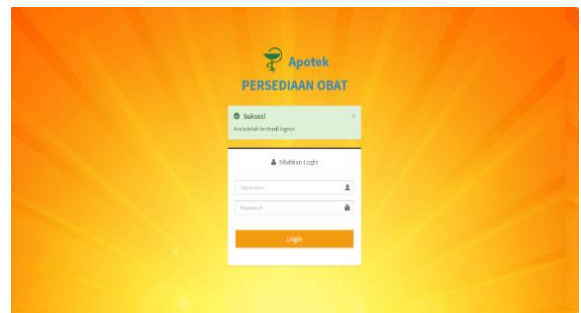 Apotek
PERSEDIAAN OBAT
Sukses!
Anda telah berhasil logout.
Silahkan Login
Username
Password
Login